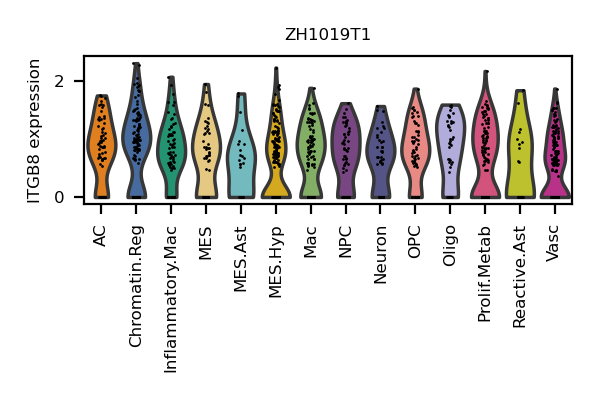 ZH1019T1
ITGB8 expression
2
0
AC
Chromatin.Reg
Inflammatory.Mac
MES
MES.Ast
MES.Hyp
Mac
NPC
Neuron
OPC
Oligo
Prolif.Metab
Reactive.Ast
Vasc